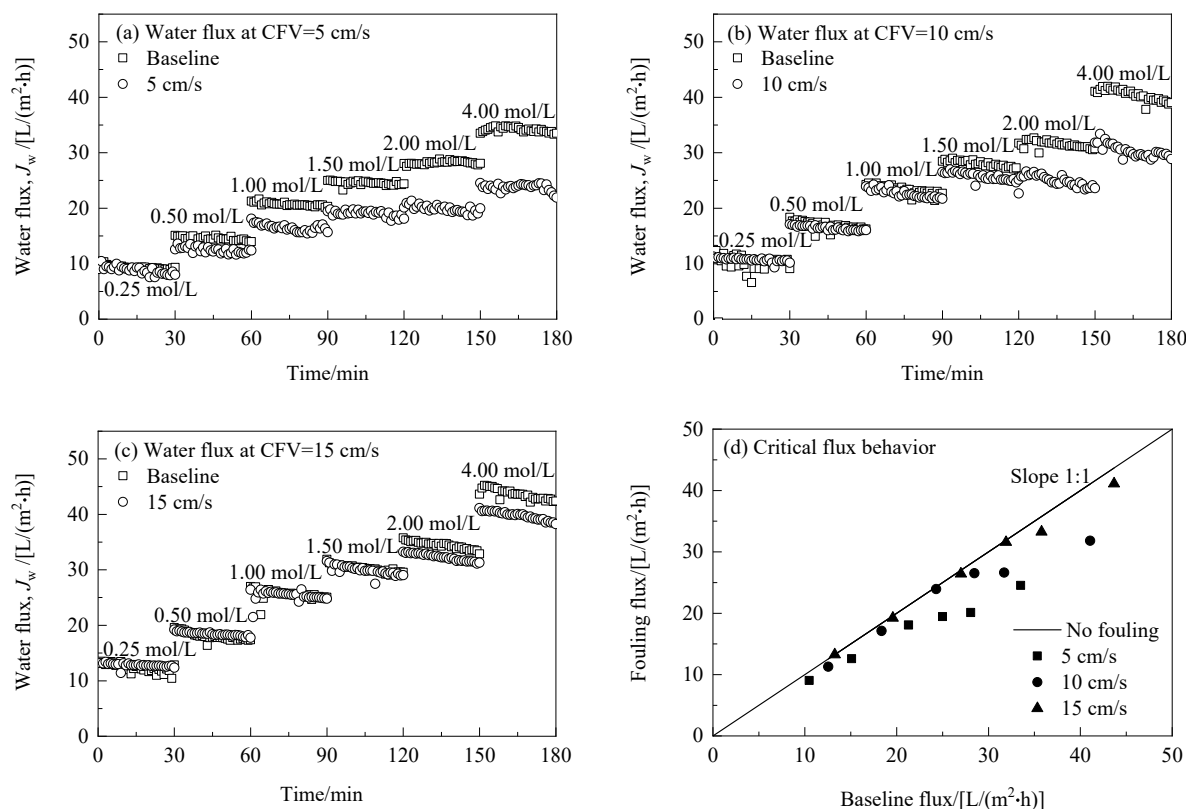 (a) Water flux at CFV=5 cm/s
Baseline
5 cm/s
0.25 mol/L
0.50 mol/L
1.00 mol/L
1.50 mol/L
2.00 mol/L
4.00 mol/L
Water flux, J_w /[L/(m²·h)]
0
10
20
30
40
50
0
30
60
90
120
150
180
Time/min
(b) Water flux at CFV=10 cm/s
Baseline
10 cm/s
0.25 mol/L
0.50 mol/L
1.00 mol/L
1.50 mol/L
2.00 mol/L
4.00 mol/L
Water flux, J_w /[L/(m²·h)]
0
10
20
30
40
50
0
30
60
90
120
150
180
Time/min
(c) Water flux at CFV=15 cm/s
Baseline
15 cm/s
0.25 mol/L
0.50 mol/L
1.00 mol/L
1.50 mol/L
2.00 mol/L
4.00 mol/L
Water flux, J_w /[L/(m²·h)]
0
10
20
30
40
50
0
30
60
90
120
150
180
Time/min
(d) Critical flux behavior
Slope 1:1
No fouling
5 cm/s
10 cm/s
15 cm/s
Fouling flux/[L/(m²·h)]
0
10
20
30
40
50
0
10
20
30
40
50
Baseline flux/[L/(m²·h)]